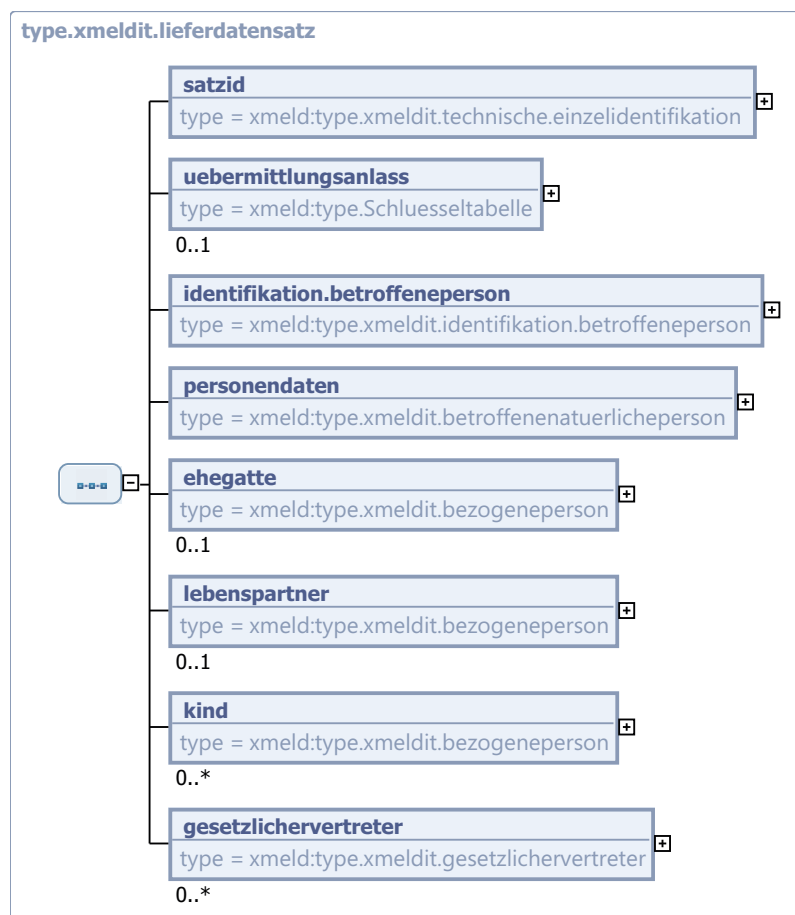 type.xmeldit.lieferdatensatz
satzid
type = xmeld:type.xmeldit.technische.einzelidentifikation
uebermittlungsanlass
type = xmeld:type.Schluesseltabelle
0..1
identifikation.betroffeneperson
type = xmeld:type.xmeldit.identifikation.betroffeneperson
personendaten
type = xmeld:type.xmeldit.betroffenenatuerlicheperson
ehegatte
type = xmeld:type.xmeldit.bezogeneperson
0..1
lebenspartner
type = xmeld:type.xmeldit.bezogeneperson
0..1
kind
type = xmeld:type.xmeldit.bezogeneperson
0..*
gesetzlichervertreter
type = xmeld:type.xmeldit.gesetzlichervertreter
0..*